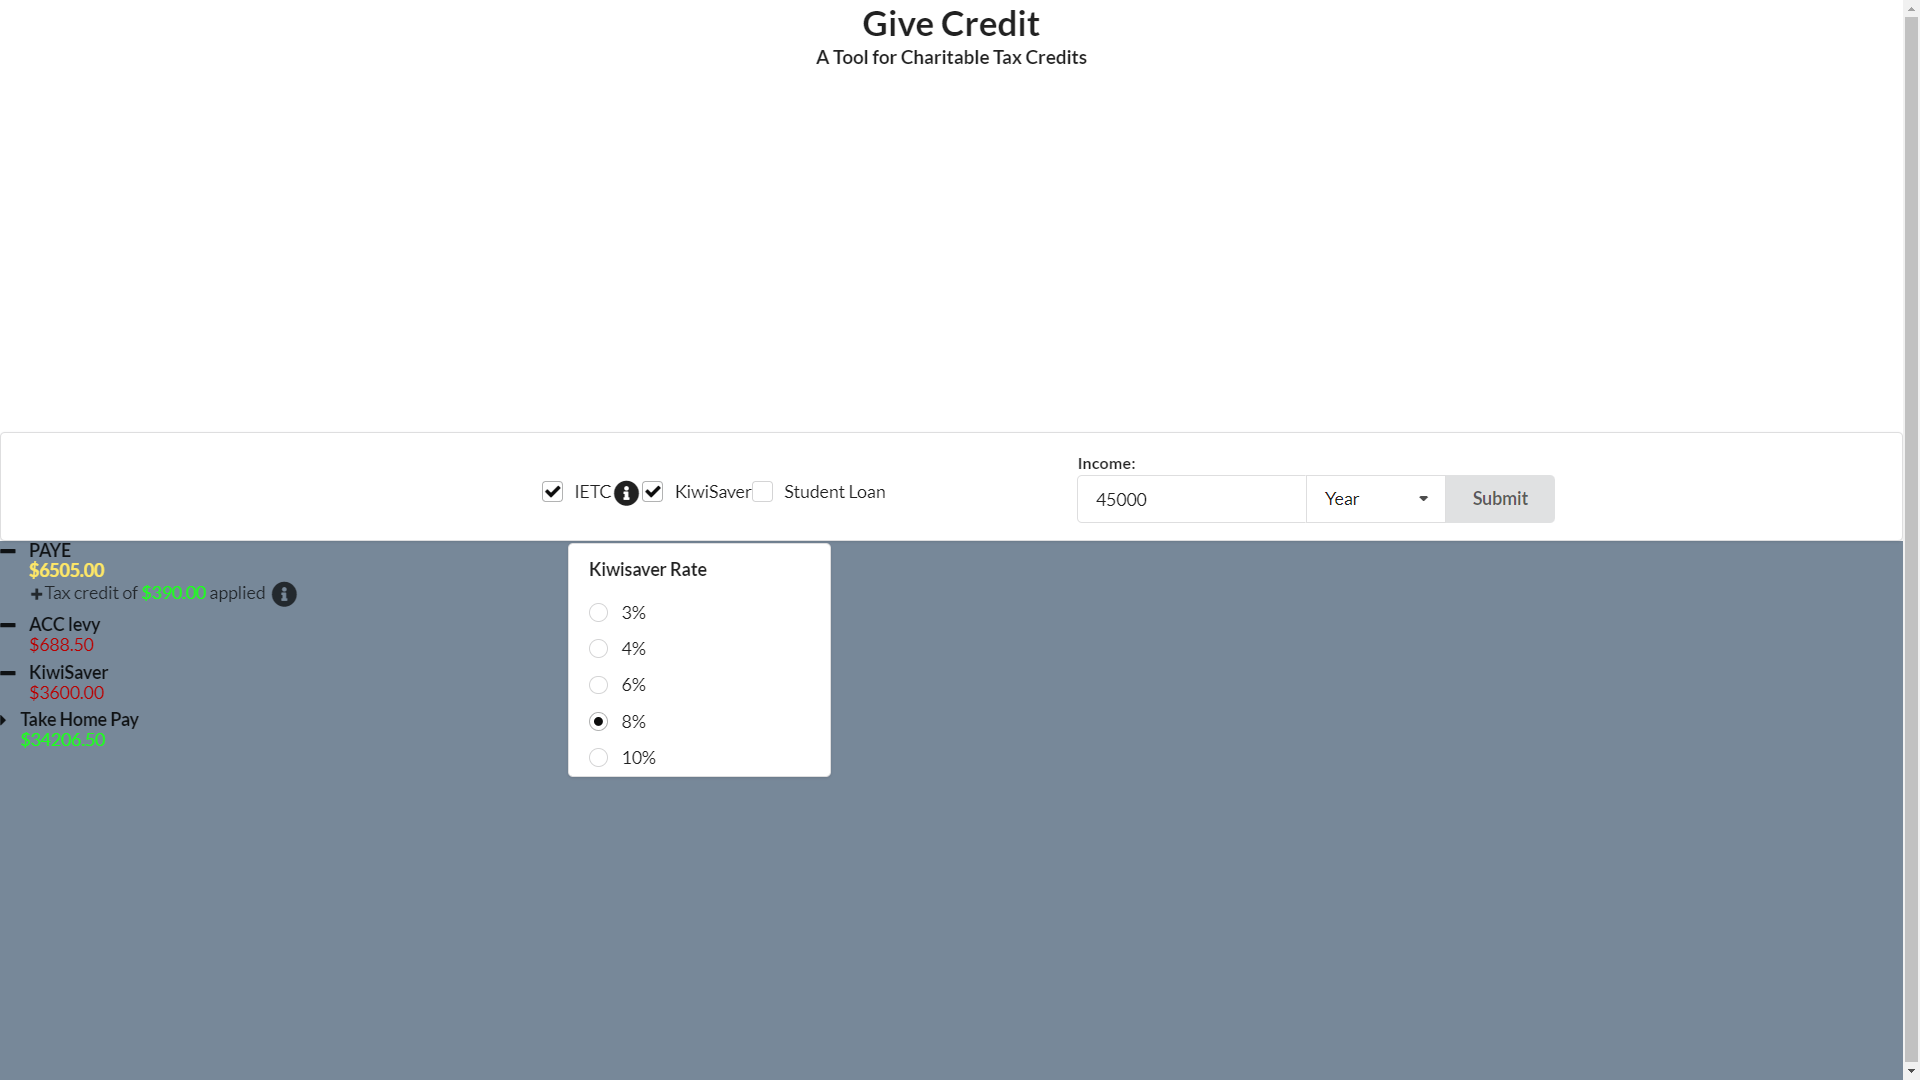 Give Credit
A Tool for Charitable Tax Credits
Income:
IETC KiwiSaver Student Loan 45000 Year Submit
PAYE
$6505.00
+Tax credit of $390.00 applied
ACC levy
$688.50
KiwiSaver
$3600.00
Take Home Pay
$34206.50
Kiwisaver Rate
3%
4%
6%
8%
10%